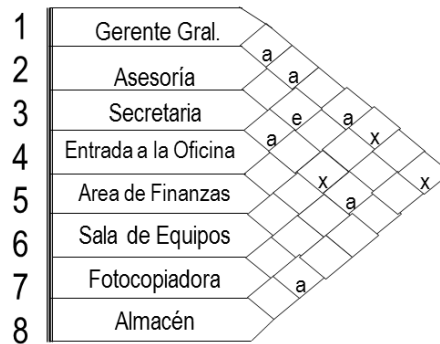 1 Gerente Gral.
a
2 Asesoría
a
3 Secretaria
e a
a x
4 Entrada a la Oficina
x x
5 Area de Finanzas
a
6 Sala de Equipos
7 Fotocopiadora
a
8 Almacén